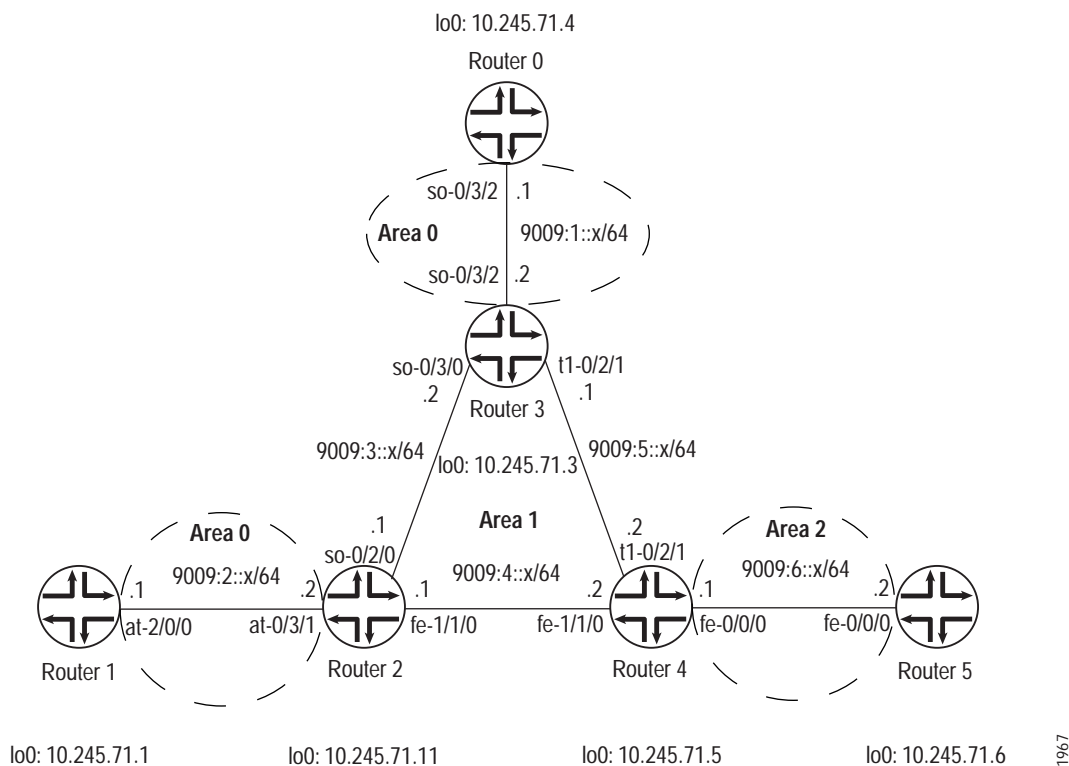 lo0: 10.245.71.4
Router 0
so-0/3/2 .1
Area 0 9009:1::x/64
so-0/3/2 .2
so-0/3/0 t1-0/2/1
.2 .1
Router 3
9009:3::x/64 9009:5::x/64
lo0: 10.245.71.3
Area 0 .1 Area 1 .2 Area 2
so-0/2/0 t1-0/2/1
9009:2::x/64 9009:4::x/64 9009:6::x/64
.1 .2 .1 .2 .1 .2
at-2/0/0 at-0/3/1 fe-1/1/0 fe-1/1/0 fe-0/0/0 fe-0/0/0
Router 1 Router 2 Router 4 Router 5
lo0: 10.245.71.1 lo0: 10.245.71.11 lo0: 10.245.71.5 lo0: 10.245.71.6
1967